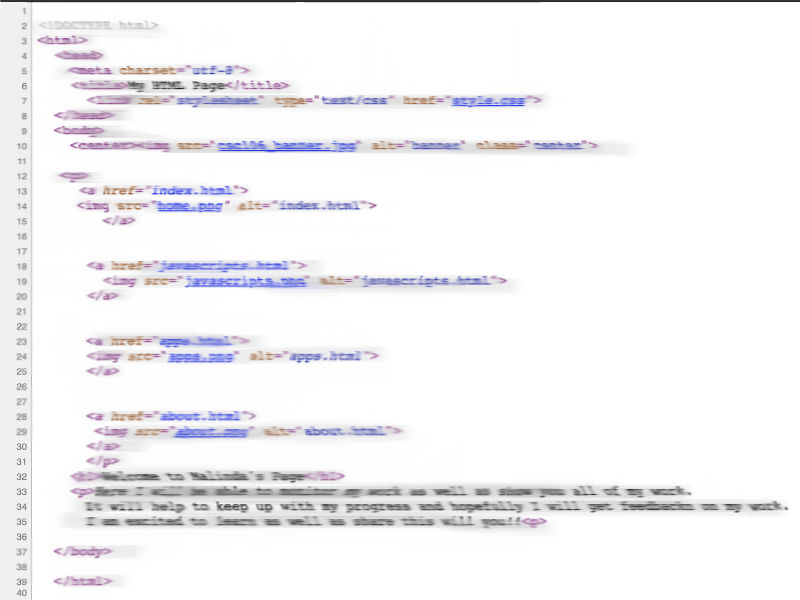 1
2 <!DOCTYPE html>
3 <html>
4 <head>
5 <meta charset="utf-8">
6 <title>My HTML Page</title>
7 <link rel="stylesheet" type="text/css" href="style.css">
8 </head>
9 <body>
10 <center><img src="csci06_banner.jpg" alt="banner" class="center">
11
12 <p>
13 <a href="index.html">
14 <img src="home.png" alt="index.html">
15 </a>
16
17
18 <a href="javascripts.html">
19 <img src="javascripts.png" alt="javascripts.html">
20 </a>
21
22
23 <a href="apps.html">
24 <img src="apps.png" alt="apps.html">
25 </a>
26
27
28 <a href="about.html">
29 <img src="about.png" alt="about.html">
30 </a>
31 </p>
32 <h1>Welcome to Malinda's Page</h1>
33 <p>Here I will be able to monitor my work as well as show you all of my work.
34 It will help to keep up with my progress and hopefully I will get feedbackn on my work.
35 I am excited to learn as well as share this will you!!<p>
36
37 </body>
38
39 </html>
40